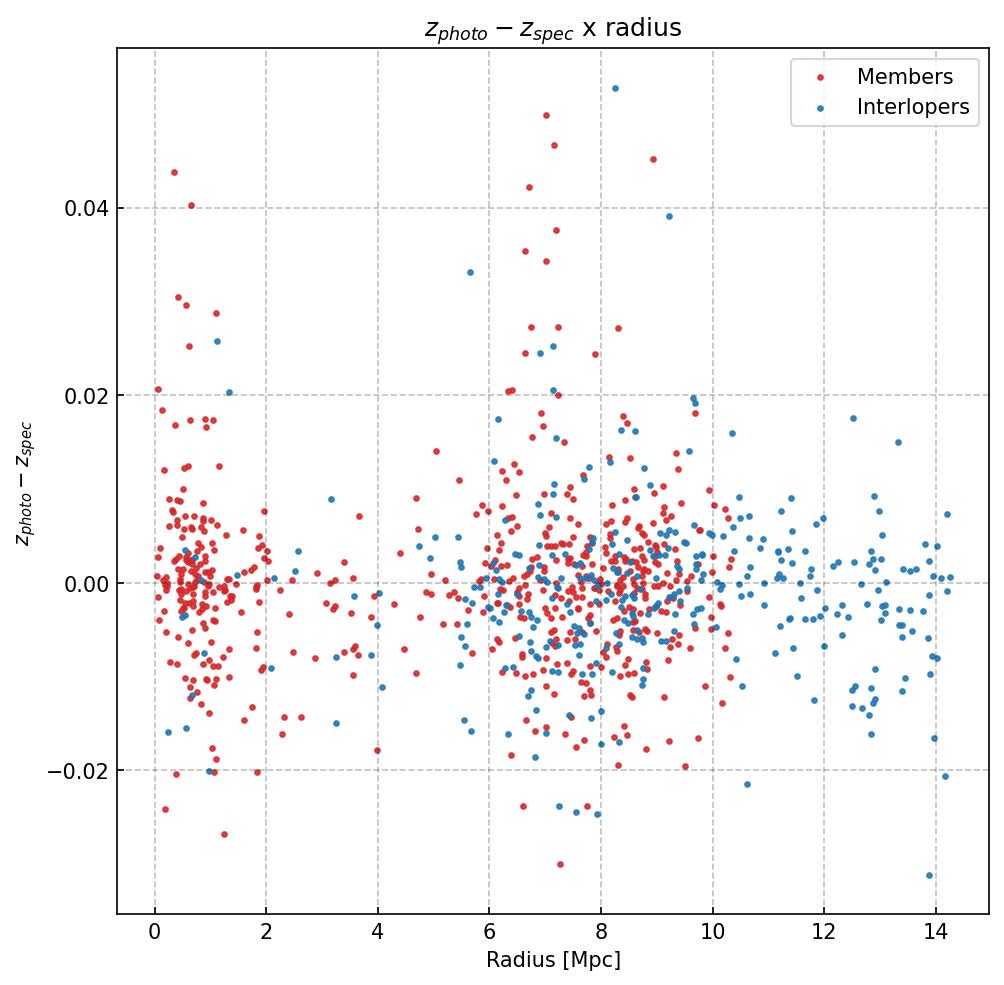 z_photo − z_spec x radius
Members
Interlopers
z_photo − z_spec
0.04
0.02
0.00
−0.02
0 2 4 6 8 10 12 14
Radius [Mpc]